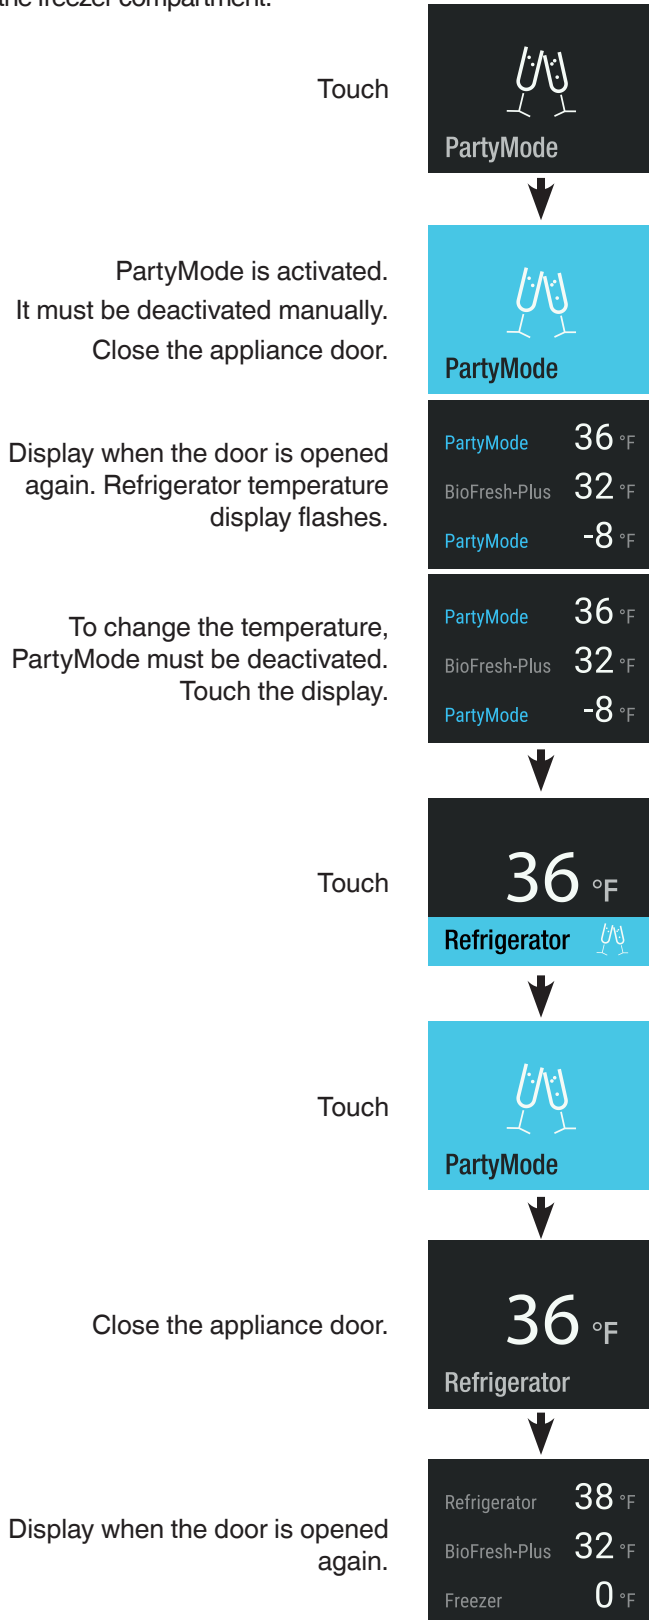 the freezer compartment.
Touch
PartyMode
PartyMode is activated.
It must be deactivated manually.
Close the appliance door.
PartyMode
Display when the door is opened
again. Refrigerator temperature
display flashes.
PartyMode 36 °F
BioFresh-Plus 32 °F
PartyMode -8 °F
To change the temperature,
PartyMode must be deactivated.
Touch the display.
PartyMode 36 °F
BioFresh-Plus 32 °F
PartyMode -8 °F
Touch
36 °F
Refrigerator
Touch
PartyMode
Close the appliance door.
36 °F
Refrigerator
Display when the door is opened
again.
Refrigerator 38 °F
BioFresh-Plus 32 °F
Freezer 0 °F